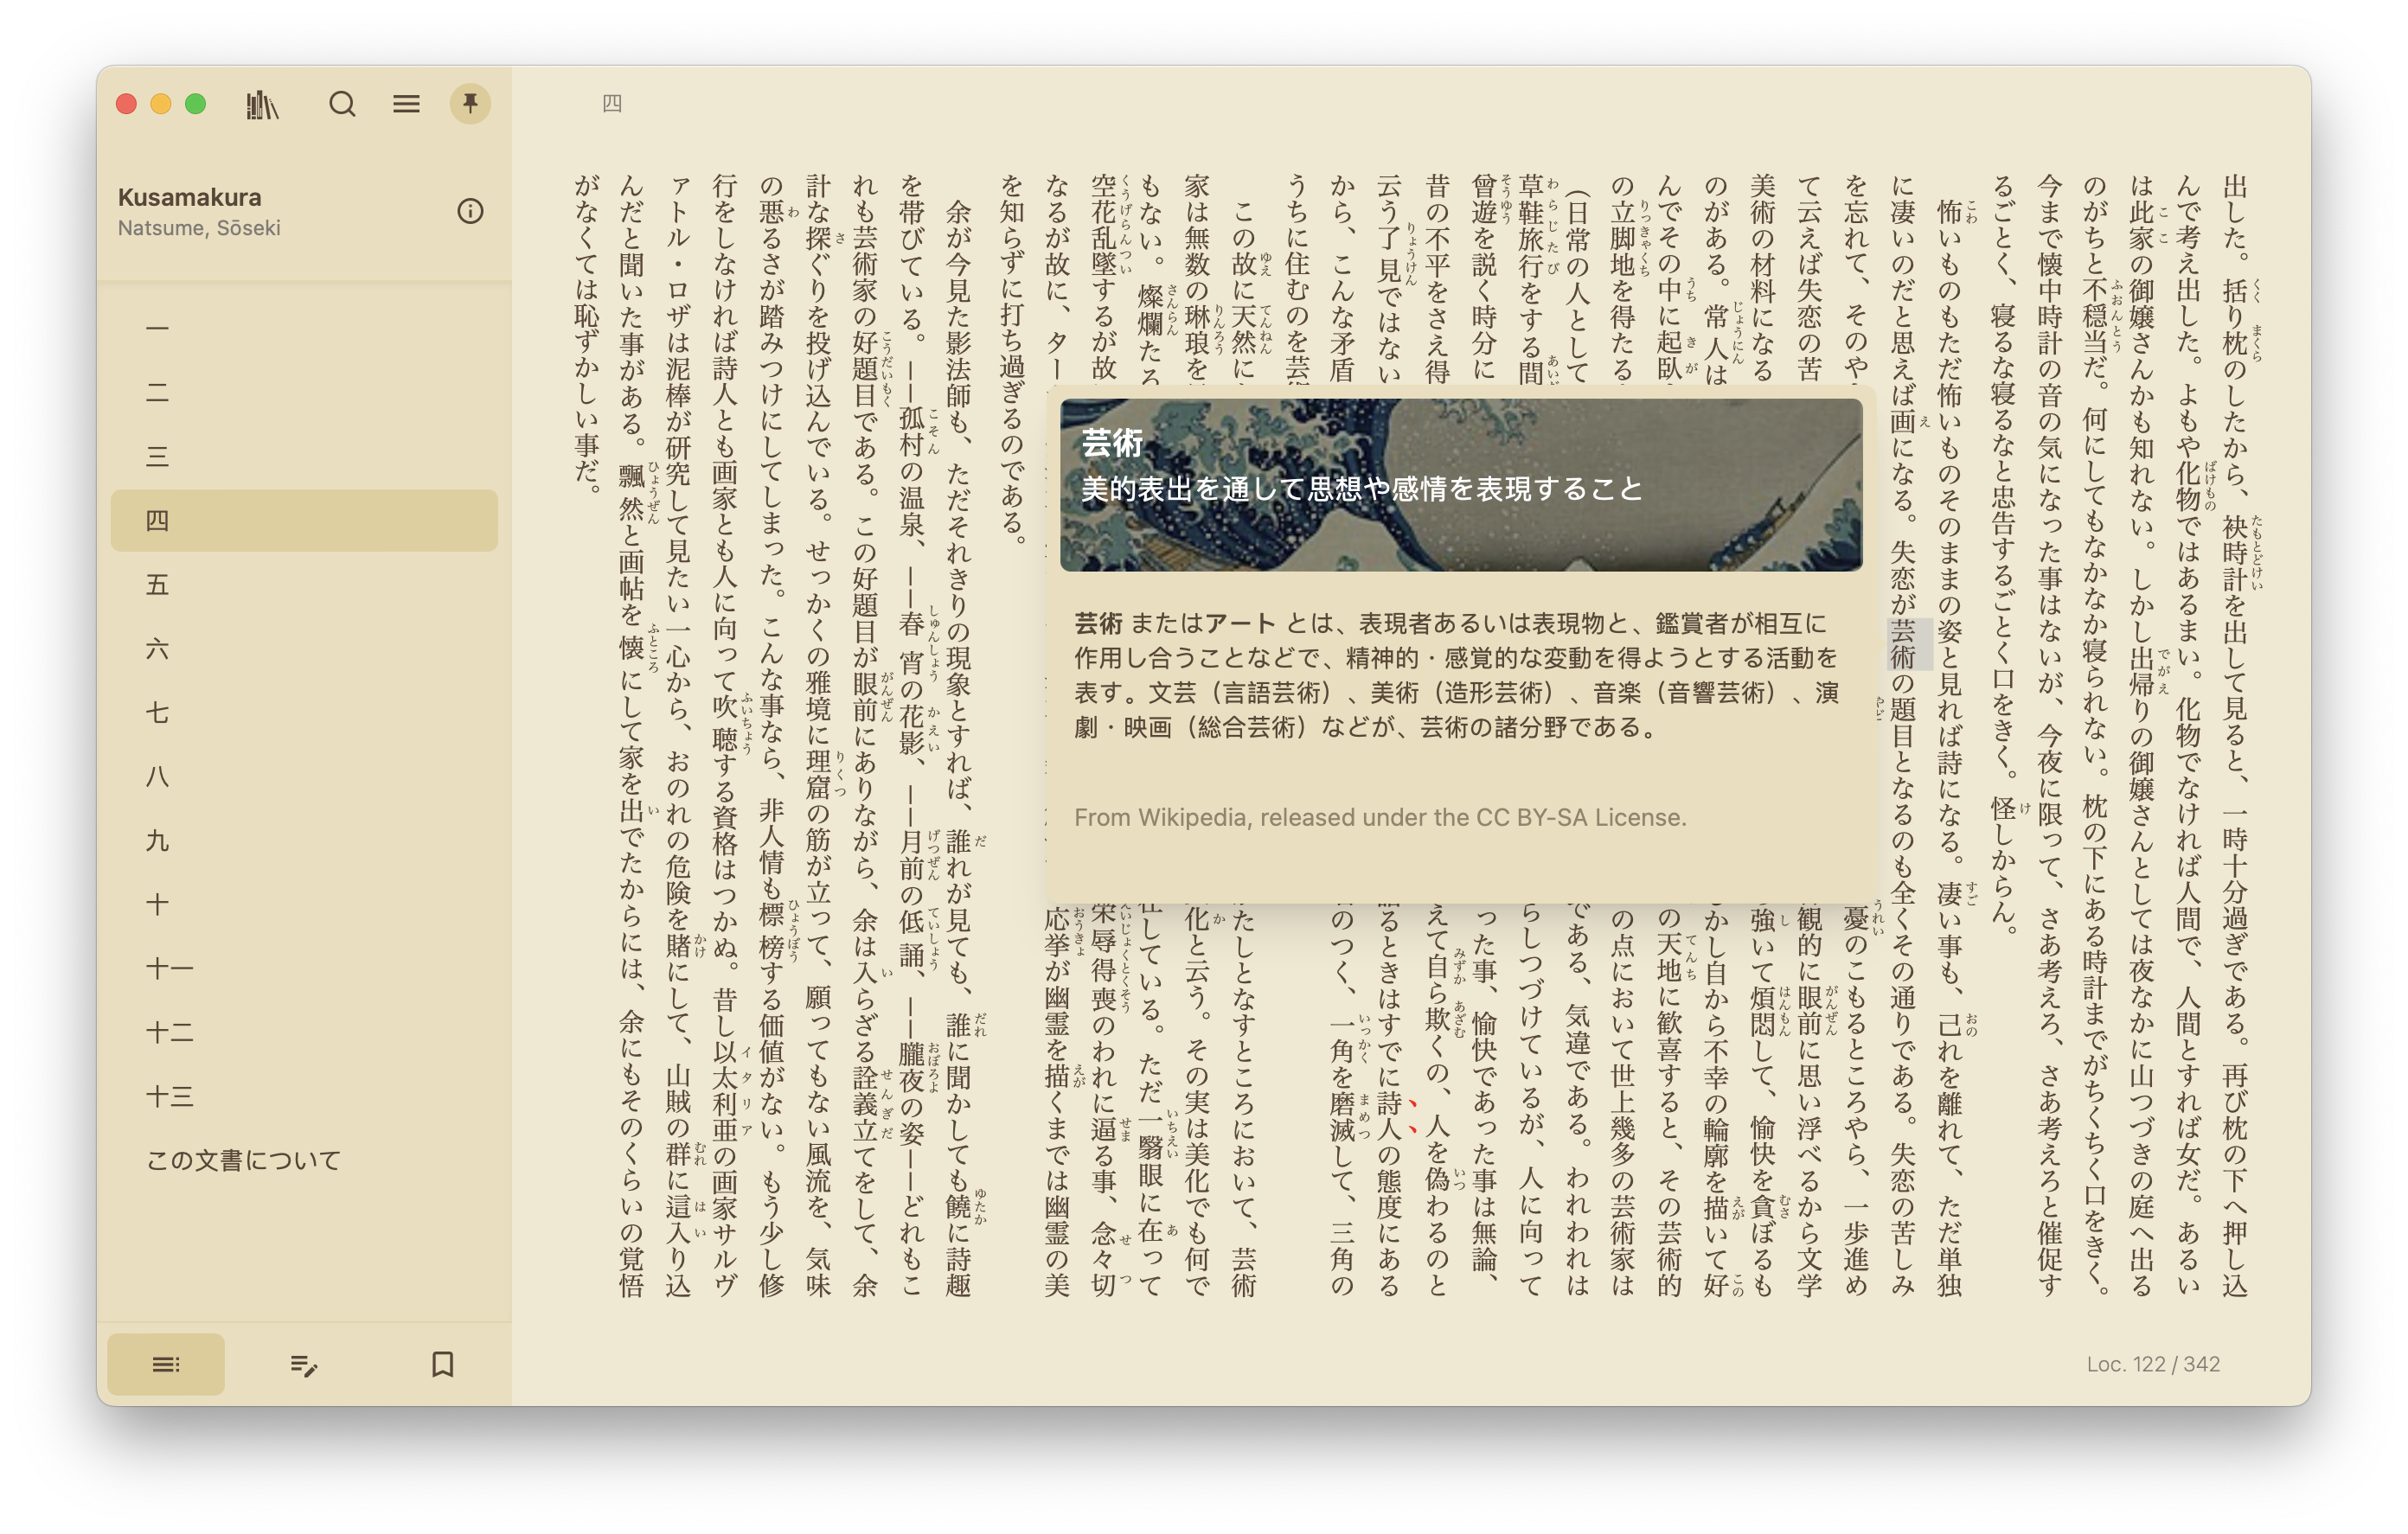 四
Kusamakura
Natsume, Sōseki
一
二
三
四
五
六
七
八
九
十
十一
十二
十三
この文書について
出した。括り枕のしたから、袂時計を出して見ると、一時十分過ぎである。再び枕の下へ押し込
んで考え出した。よもや化物ではあるまい。化物でなければ人間で、人間とすれば女だ。あるい
は此家の御嬢さんかも知れない。しかし出帰りの御嬢さんとしては夜なかに山つづきの庭へ出る
のがちと不穏当だ。何にしてもなかなか寝られない。枕の下にある時計までがちくちく口をきく。
今まで懐中時計の音の気になった事はないが、今夜に限って、さあ考えろ、さあ考えろと催促す
るごとく、寝るな寝るなと忠告するごとく口をきく。怪しからん。
怖いものもただ怖いものそのままの姿と見れば詩になる。凄い事も、己れを離れて、ただ単独
に凄いのだと思えば画になる。失恋が芸術の題目となるのも全くその通りである。失恋の苦しみ
を忘れて、そのや 憂のこもるところやら、一歩進め
て云えば失恋の苦 観的に眼前に思い浮べるから文学
美術の材料になる 強いて煩悶して、愉快を貪ぼるも
のがある。常人は かし自から不幸の輪廓を描いて好
んでその中に起臥 の天地に歓喜すると、その芸術的
の立脚地を得たる の点において世上幾多の芸術家は
（日常の人として である、気違である。われわれは
草鞋旅行をする間 らしつづけているが、人に向って
曾遊を説く時分に った事、愉快であった事は無論、
昔の不平をさえ得 えて自ら欺くの、人を偽わるのと
云う了見ではない るときはすでに詩人の態度にある
から、こんな矛盾 のつく、一角を磨滅して、三角の
うちに住むのを芸
この故に天然に たしとなすところにおいて、芸術
家は無数の琳琅を 化と云う。その実は美化でも何で
もない。燦爛たる している。ただ一翳眼に在って
空花乱墜するが故 栄辱得喪のわれに逼る事、念々切
なるが故に、ター 応挙が幽霊を描くまでは幽霊の美
を知らずに打ち過ぎるのである。
余が今見た影法師も、ただそれきりの現象とすれば、誰れが見ても、誰に聞かしても饒に詩趣
を帯びている。――孤村の温泉、――春宵の花影、――月前の低誦、――朧夜の姿――どれもこ
れも芸術家の好題目である。この好題目が眼前にありながら、余は入らざる詮義立てをして、余
計な探ぐりを投げ込んでいる。せっかくの雅境に理窟の筋が立って、願ってもない風流を、気味
の悪るさが踏みつけにしてしまった。こんな事なら、非人情も標榜する価値がない。もう少し修
行をしなければ詩人とも画家とも人に向って吹聴する資格はつかぬ。昔し以太利亜の画家サルヴ
ァトル・ロザは泥棒が研究して見たい一心から、おのれの危険を賭にして、山賊の群に這入り込
んだと聞いた事がある。飄然と画帖を懐にして家を出でたからには、余にもそのくらいの覚悟
がなくては恥ずかしい事だ。
芸術
美的表出を通して思想や感情を表現すること
芸術 またはアート とは、表現者あるいは表現物と、鑑賞者が相互に
作用し合うことなどで、精神的・感覚的な変動を得ようとする活動を
表す。文芸（言語芸術）、美術（造形芸術）、音楽（音響芸術）、演
劇・映画（総合芸術）などが、芸術の諸分野である。
From Wikipedia, released under the CC BY-SA License.
Loc. 122 / 342